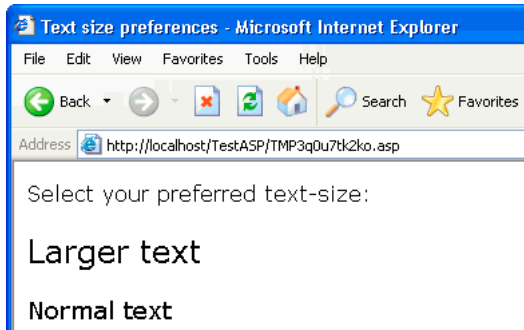 Text size preferences - Microsoft Internet Explorer
File Edit View Favorites Tools Help
Back Search Favorites
Address http://localhost/TestASP/TMP3q0u7tk2ko.asp
Select your preferred text-size:
Larger text
Normal text